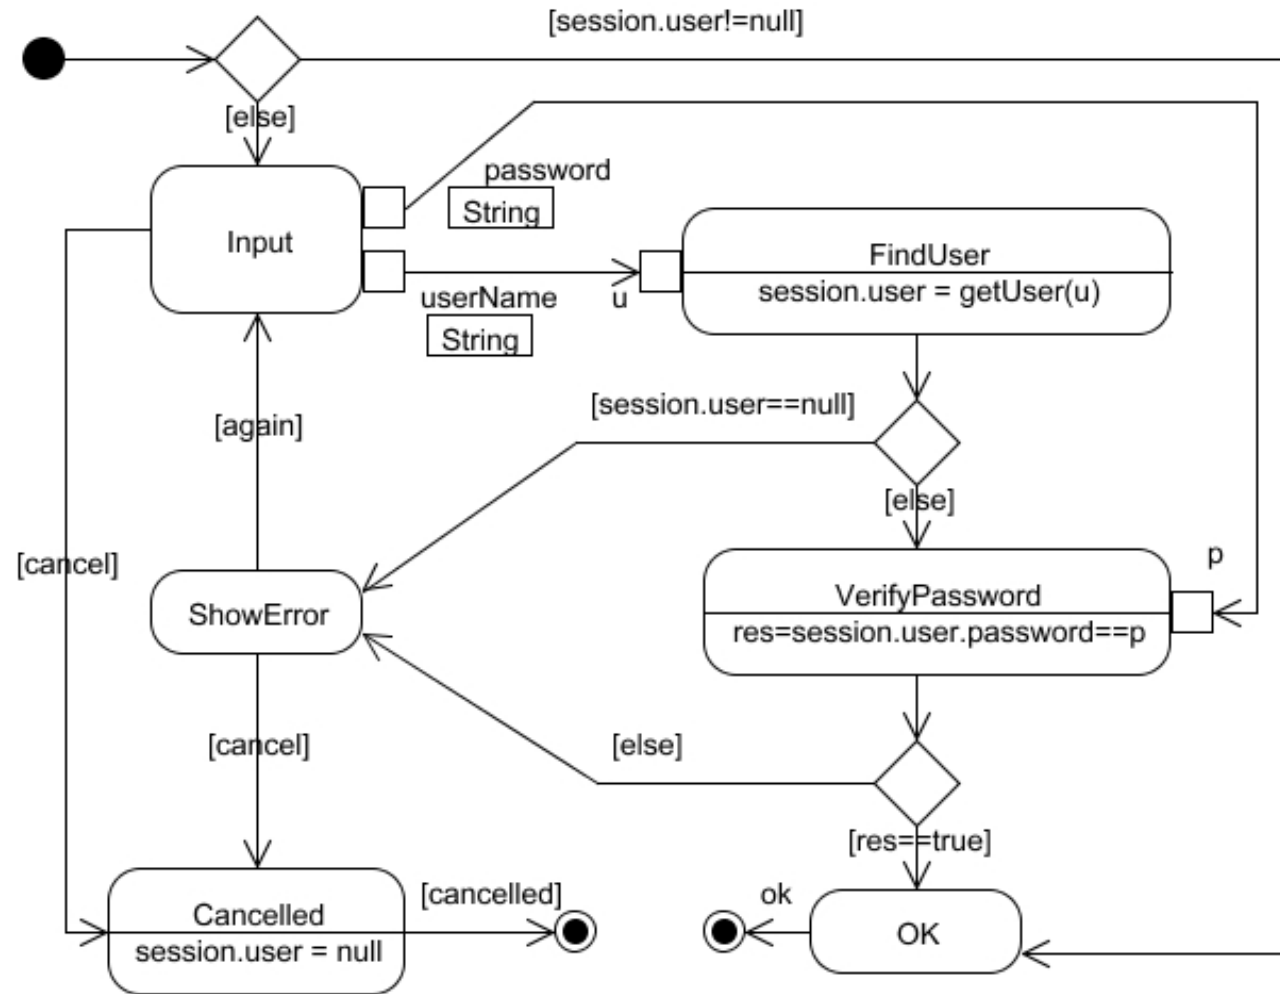 [session.user!=null]
[else]
password
String
Input
FindUser
session.user = getUser(u)
userName
u
String
[session.user==null]
[again]
[else]
[cancel]
p
VerifyPassword
res=session.user.password==p
ShowError
[cancel]
[else]
[res==true]
[cancelled]
ok
Cancelled
session.user = null
OK